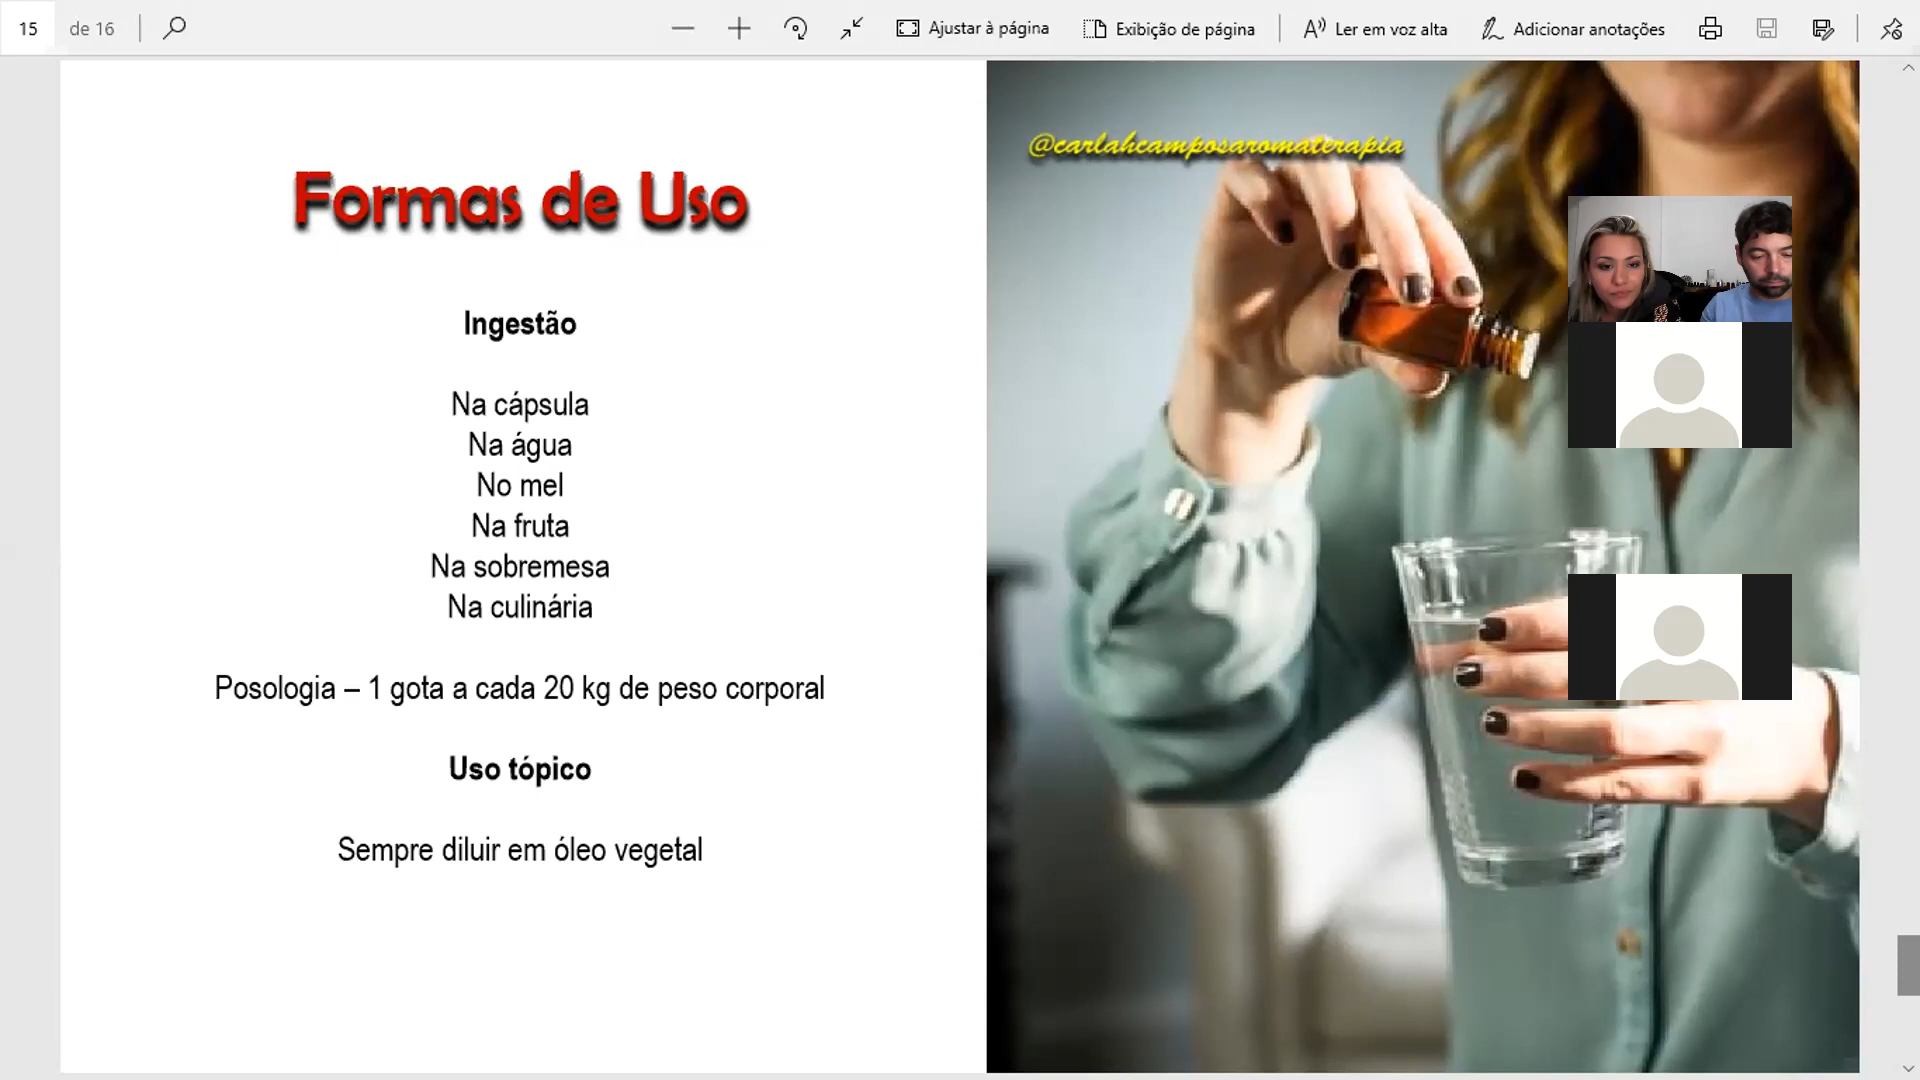 15 de 16
Ajustar à página
Exibição de página
Ler em voz alta
Adicionar anotações
Formas de Uso
Ingestão
Na cápsula
Na água
No mel
Na fruta
Na sobremesa
Na culinária
Posologia – 1 gota a cada 20 kg de peso corporal
Uso tópico
Sempre diluir em óleo vegetal
@carlahcamposaromaterapia